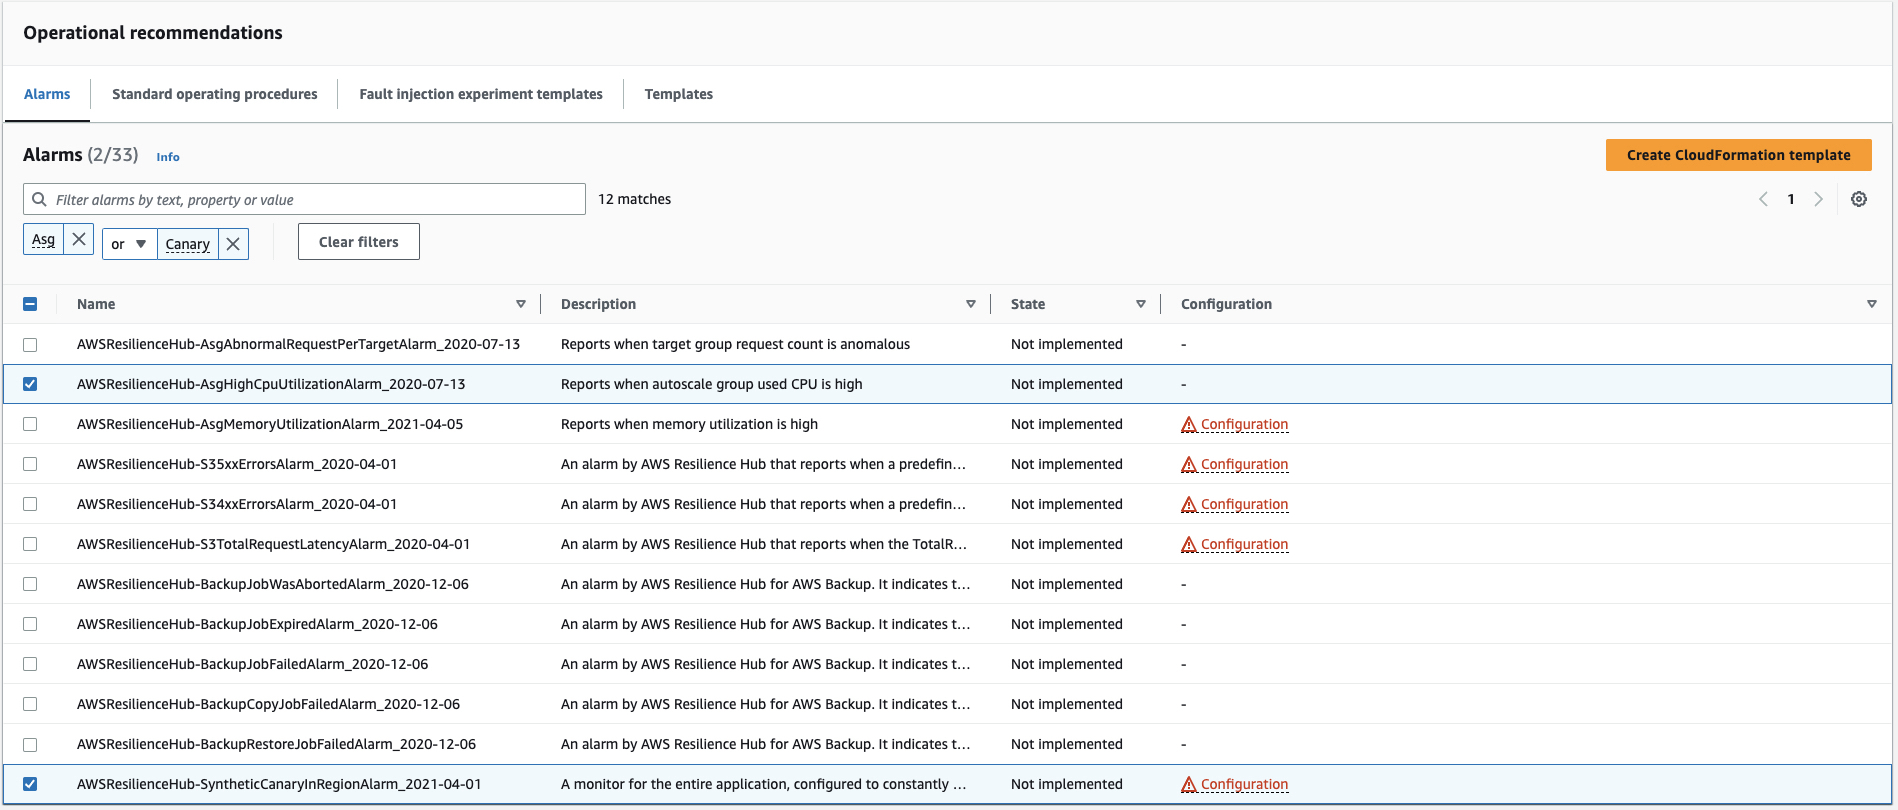 Operational recommendations
Alarms Standard operating procedures Fault injection experiment templates Templates
Alarms (2/33) Info Create CloudFormation template
Filter alarms by text, property or value 12 matches 1
Asg or Canary Clear filters
Name Description State Configuration
AWSResilienceHub-AsgAbnormalRequestPerTargetAlarm_2020-07-13 Reports when target group request count is anomalous Not implemented -
AWSResilienceHub-AsgHighCpuUtilizationAlarm_2020-07-13 Reports when autoscale group used CPU is high Not implemented -
AWSResilienceHub-AsgMemoryUtilizationAlarm_2021-04-05 Reports when memory utilization is high Not implemented Configuration
AWSResilienceHub-S35xxErrorsAlarm_2020-04-01 An alarm by AWS Resilience Hub that reports when a predefin... Not implemented Configuration
AWSResilienceHub-S34xxErrorsAlarm_2020-04-01 An alarm by AWS Resilience Hub that reports when a predefin... Not implemented Configuration
AWSResilienceHub-S3TotalRequestLatencyAlarm_2020-04-01 An alarm by AWS Resilience Hub that reports when the TotalR... Not implemented Configuration
AWSResilienceHub-BackupJobWasAbortedAlarm_2020-12-06 An alarm by AWS Resilience Hub for AWS Backup. It indicates t... Not implemented -
AWSResilienceHub-BackupJobExpiredAlarm_2020-12-06 An alarm by AWS Resilience Hub for AWS Backup. It indicates t... Not implemented -
AWSResilienceHub-BackupJobFailedAlarm_2020-12-06 An alarm by AWS Resilience Hub for AWS Backup. It indicates t... Not implemented -
AWSResilienceHub-BackupCopyJobFailedAlarm_2020-12-06 An alarm by AWS Resilience Hub for AWS Backup. It indicates t... Not implemented -
AWSResilienceHub-BackupRestoreJobFailedAlarm_2020-12-06 An alarm by AWS Resilience Hub for AWS Backup. It indicates t... Not implemented -
AWSResilienceHub-SyntheticCanaryInRegionAlarm_2021-04-01 A monitor for the entire application, configured to constantly ... Not implemented Configuration